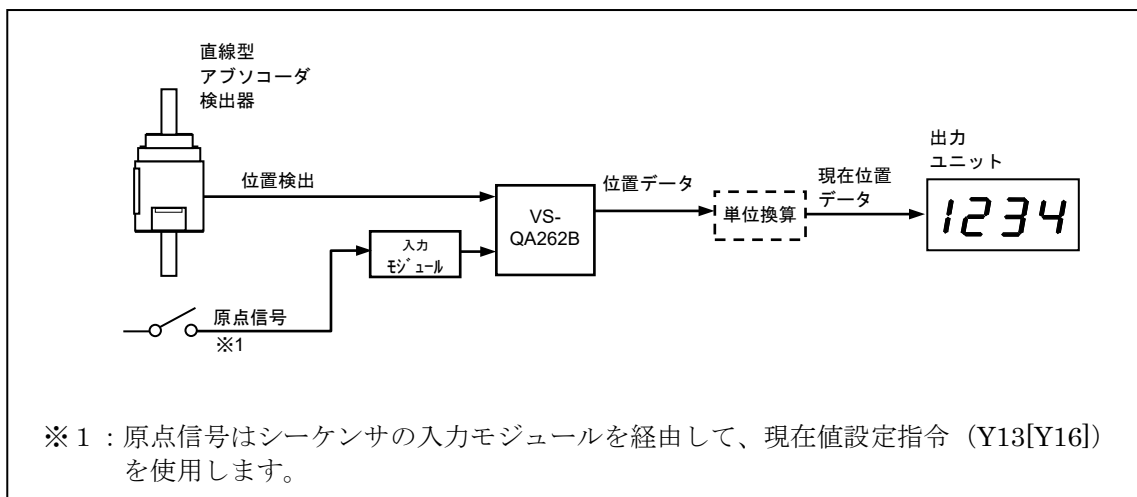 直線型
アブソコーダ
検出器
位置検出
VS-
QA262B
位置データ
単位換算
現在位置
データ
出力
ユニット
1234
入力
ﾓｼﾞｭｰﾙ
原点信号
※1
※１：原点信号はシーケンサの入力モジュールを経由して、現在値設定指令（Y13[Y16]）
を使用します。